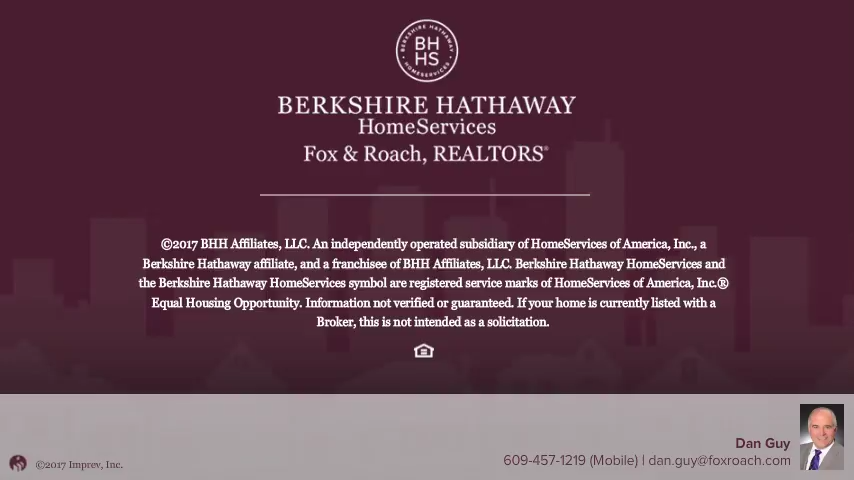 BERKSHIRE HATHAWAY
BH
HS
HOMESERVICES
BERKSHIRE HATHAWAY
HomeServices
Fox & Roach, REALTORS®
©2017 BHH Affiliates, LLC. An independently operated subsidiary of HomeServices of America, Inc., a
Berkshire Hathaway affiliate, and a franchisee of BHH Affiliates, LLC. Berkshire Hathaway HomeServices and
the Berkshire Hathaway HomeServices symbol are registered service marks of HomeServices of America, Inc.®
Equal Housing Opportunity. Information not verified or guaranteed. If your home is currently listed with a
Broker, this is not intended as a solicitation.
Dan Guy
609-457-1219 (Mobile) | dan.guy@foxroach.com
©2017 Imprev, Inc.